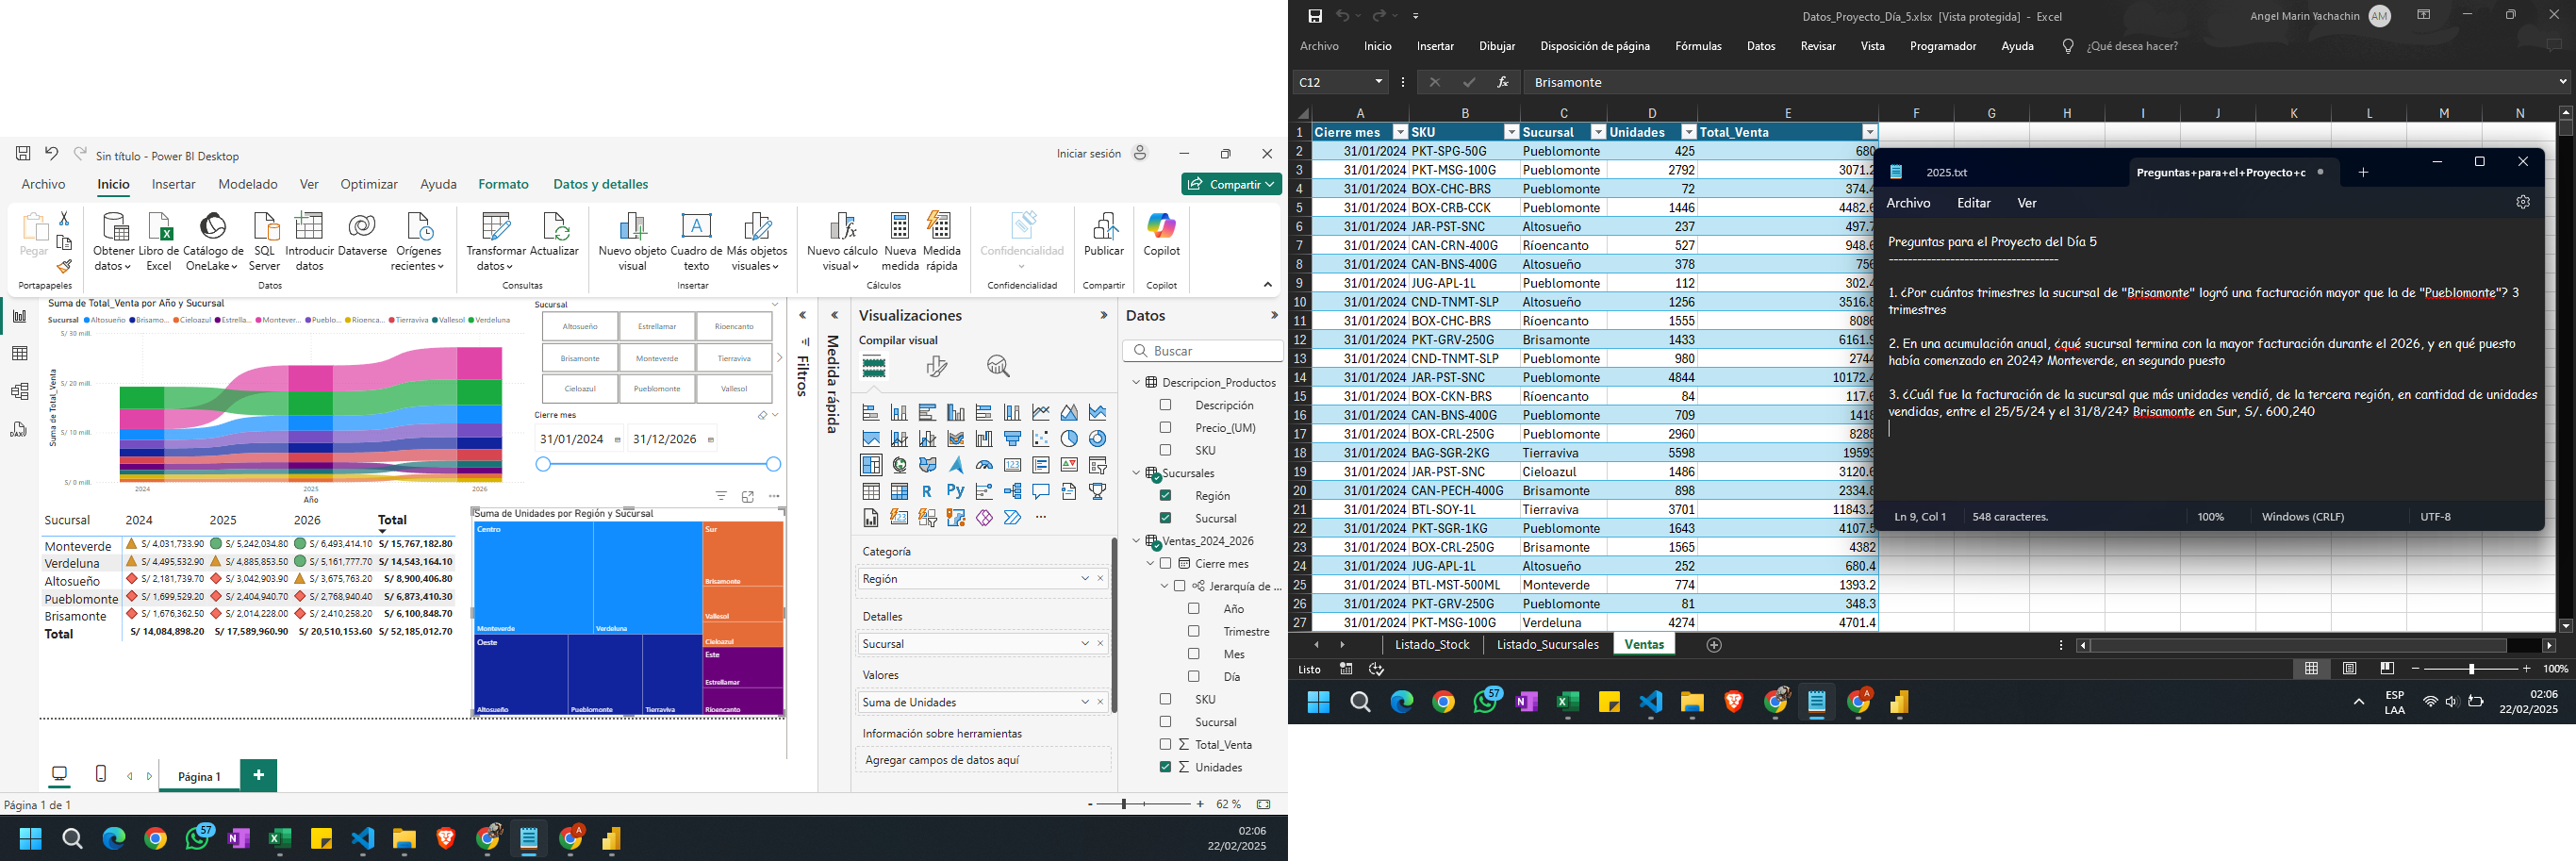 Sin título - Power BI Desktop
Iniciar sesión
Archivo Inicio Insertar Modelado Ver Optimizar Ayuda Formato Datos y detalles
Compartir
Pegar
Obtener datos
Libro de Excel
Catálogo de OneLake
SQL Server
Introducir datos
Dataverse
Orígenes recientes
Transformar datos
Actualizar
Nuevo objeto visual
Cuadro de texto
Más objetos visuales
Nuevo cálculo visual
Nueva medida
Medida rápida
Confidencialidad
Publicar
Copilot
Portapapeles Datos Consultas Insertar Cálculos Confidencialidad Compartir Copilot
Suma de Total_Venta por Año y Sucursal
Sucursal Altosueño Brisamo... Cieloazul Estrella... Montever... Pueblo... Rioenca... Tierraviva Vallesol Verdeluna
S/ 30 mill.
S/ 20 mill.
S/ 10 mill.
S/ 0 mill.
Suma de Total_Venta
2024 2025 2026
Año
Sucursal
Altosueño Estrellamar Rioencanto
Brisamonte Monteverde Tierraviva
Cieloazul Pueblomonte Vallesol
Cierre mes
31/01/2024 31/12/2026
Sucursal 2024 2025 2026 Total
Monteverde S/ 4,031,733.90 S/ 5,242,034.80 S/ 6,493,414.10 S/ 15,767,182.80
Verdeluna S/ 4,495,532.90 S/ 4,885,853.50 S/ 5,161,777.70 S/ 14,543,164.10
Altosueño S/ 2,181,739.70 S/ 3,042,903.90 S/ 3,675,763.20 S/ 8,900,406.80
Pueblomonte S/ 1,699,529.20 S/ 2,404,940.70 S/ 2,768,940.40 S/ 6,873,410.30
Brisamonte S/ 1,676,362.50 S/ 2,014,228.00 S/ 2,410,258.20 S/ 6,100,848.70
Total S/ 14,084,898.20 S/ 17,589,960.90 S/ 20,510,153.60 S/ 52,185,012.70
Suma de Unidades por Región y Sucursal
Centro
Monteverde
Verdeluna
Oeste
Altosueño
Pueblomonte
Tierraviva
Sur
Brisamonte
Vallesol
Cieloazul
Este
Estrellamar
Rioencanto
Filtros
Medida rápida
Visualizaciones
Compilar visual
Categoría
Región
Detalles
Sucursal
Valores
Suma de Unidades
Información sobre herramientas
Agregar campos de datos aquí
Datos
Buscar
Descripcion_Productos
Descripción
Precio_(UM)
SKU
Sucursales
Región
Sucursal
Ventas_2024_2026
Cierre mes
Jerarquía de ...
Año
Trimestre
Mes
Día
SKU
Sucursal
Total_Venta
Unidades
Página 1
Página 1 de 1
62 %
57
02:06
22/02/2025
Datos_Proyecto_Día_5.xlsx [Vista protegida] - Excel
Angel Marin Yachachin AM
Archivo Inicio Insertar Dibujar Disposición de página Fórmulas Datos Revisar Vista Programador Ayuda ¿Qué desea hacer?
C12 fx Brisamonte
A B C D E F G H I J K L M N
1 Cierre mes SKU Sucursal Unidades Total_Venta
2 31/01/2024 PKT-SPG-50G Pueblomonte 425 680
3 31/01/2024 PKT-MSG-100G Pueblomonte 2792 3071.2
4 31/01/2024 BOX-CHC-BRS Pueblomonte 72 374.4
5 31/01/2024 BOX-CRB-CCK Pueblomonte 1446 4482.6
6 31/01/2024 JAR-PST-SNC Altosueño 237 497.7
7 31/01/2024 CAN-CRN-400G Ríoencanto 527 948.6
8 31/01/2024 CAN-BNS-400G Altosueño 378 756
9 31/01/2024 JUG-APL-1L Pueblomonte 112 302.4
10 31/01/2024 CND-TNMT-SLP Altosueño 1256 3516.8
11 31/01/2024 BOX-CHC-BRS Ríoencanto 1555 8086
12 31/01/2024 PKT-GRV-250G Brisamonte 1433 6161.9
13 31/01/2024 CND-TNMT-SLP Pueblomonte 980 2744
14 31/01/2024 JAR-PST-SNC Pueblomonte 4844 10172.4
15 31/01/2024 BOX-CKN-BRS Ríoencanto 84 117.6
16 31/01/2024 CAN-BNS-400G Pueblomonte 709 1418
17 31/01/2024 BOX-CRL-250G Pueblomonte 2960 8288
18 31/01/2024 BAG-SGR-2KG Tierraviva 5598 19593
19 31/01/2024 JAR-PST-SNC Cieloazul 1486 3120.6
20 31/01/2024 CAN-PECH-400G Brisamonte 898 2334.8
21 31/01/2024 BTL-SOY-1L Tierraviva 3701 11843.2
22 31/01/2024 PKT-SGR-1KG Pueblomonte 1643 4107.5
23 31/01/2024 BOX-CRL-250G Brisamonte 1565 4382
24 31/01/2024 JUG-APL-1L Altosueño 252 680.4
25 31/01/2024 BTL-MST-500ML Monteverde 774 1393.2
26 31/01/2024 PKT-GRV-250G Pueblomonte 81 348.3
27 31/01/2024 PKT-MSG-100G Verdeluna 4274 4701.4
Listado_Stock Listado_Sucursales Ventas
Listo
100%
2025.txt
Preguntas+para+el+Proyecto+c
Archivo Editar Ver
Preguntas para el Proyecto del Día 5
------------------------------------
1. ¿Por cuántos trimestres la sucursal de "Brisamonte" logró una facturación mayor que la de "Pueblomonte"? 3
trimestres
2. En una acumulación anual, ¿qué sucursal termina con la mayor facturación durante el 2026, y en qué puesto
había comenzado en 2024? Monteverde, en segundo puesto
3. ¿Cuál fue la facturación de la sucursal que más unidades vendió, de la tercera región, en cantidad de unidades
vendidas, entre el 25/5/24 y el 31/8/24? Brisamonte en Sur, S/. 600,240
Ln 9, Col 1 548 caracteres. 100% Windows (CRLF) UTF-8
57
ESP
LAA
02:06
22/02/2025